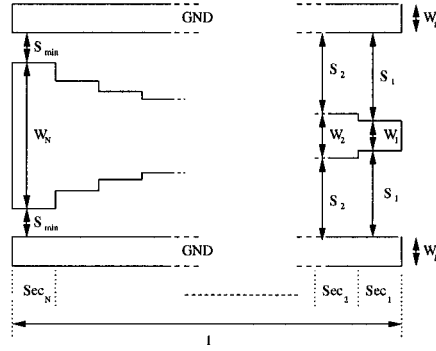 GND
S min
S 2
S 1
W N
W 2
W 1
S min
S 2
S 1
GND
Sec N
Sec 2
Sec 1
l